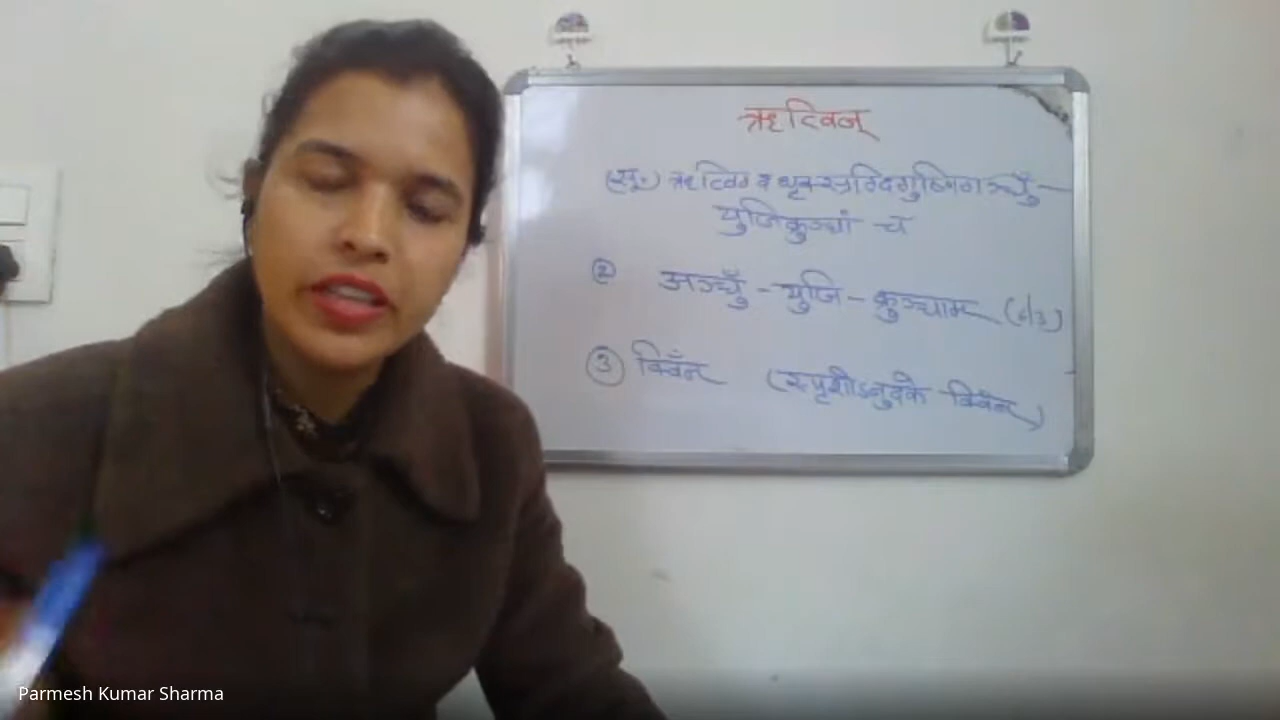 ऋत्विज्
(सू.) ऋत्विग्दधृक्स्रग्दिगुष्णिगञ्चुँ-
युजिक्रुञ्चां च
② अञ्चुँ - युजि - क्रुञ्चाम् (6/3)
③ क्विँन् (स्पृशोऽनुदके क्विँन्)
Parmesh Kumar Sharma